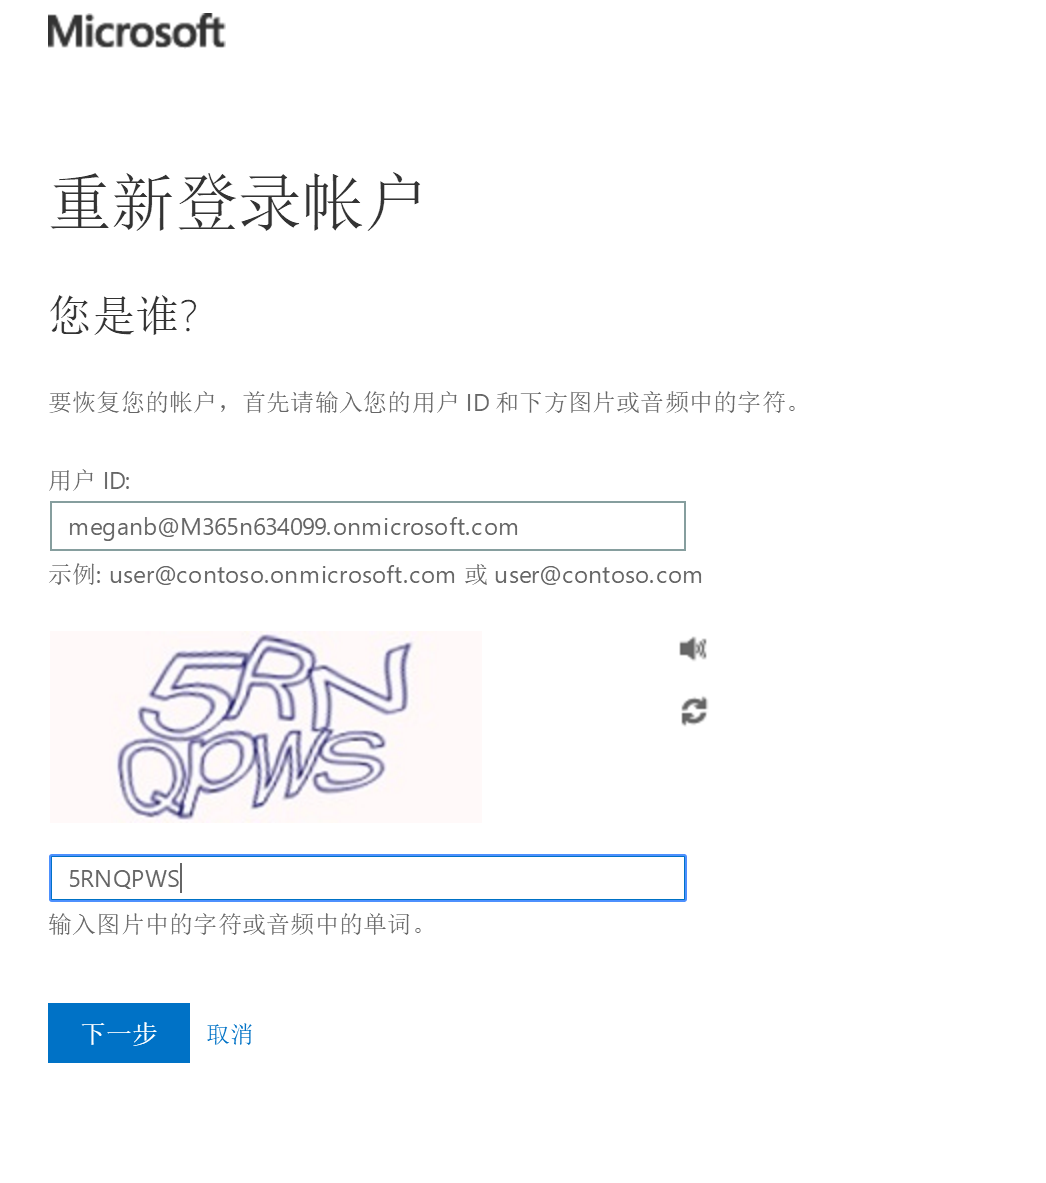 Microsoft
重新登录帐户
您是谁?
要恢复您的帐户，首先请输入您的用户 ID 和下方图片或音频中的字符。
用户 ID:
meganb@M365n634099.onmicrosoft.com
示例: user@contoso.onmicrosoft.com 或 user@contoso.com
5RN
QPWS
5RNQPWS
输入图片中的字符或音频中的单词。
下一步 取消